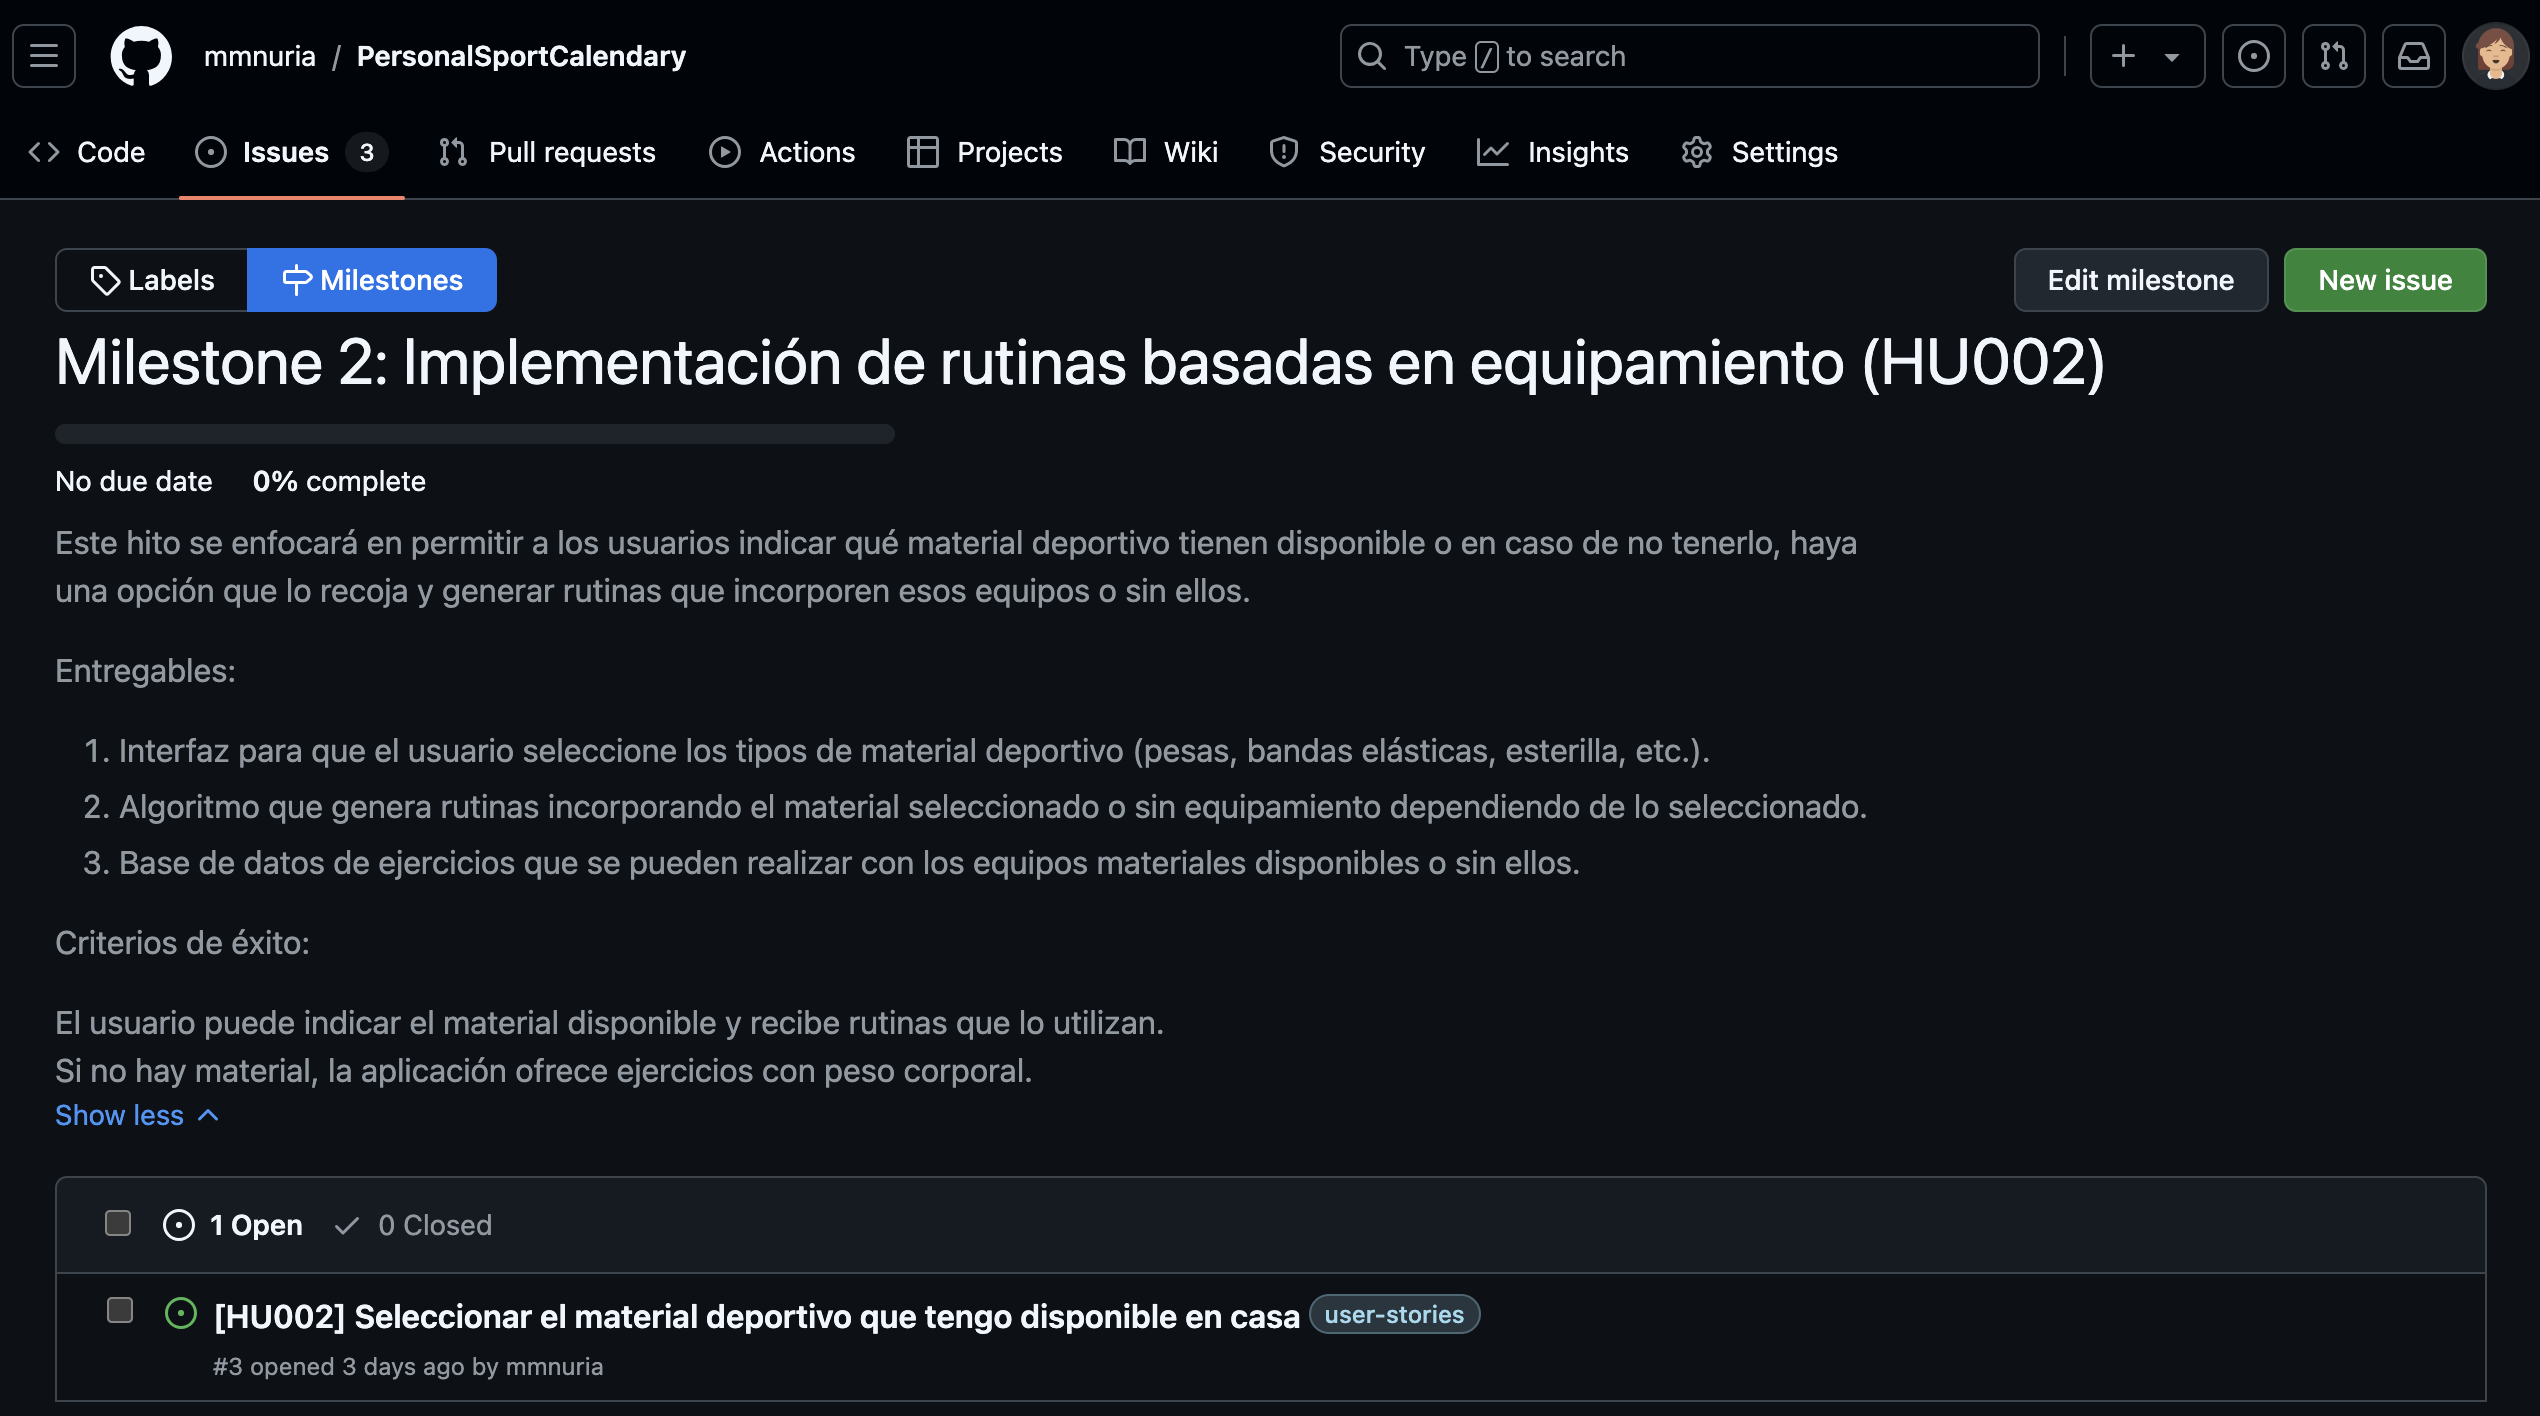 mmnuria / PersonalSportCalendary
Type / to search
Code Issues 3 Pull requests Actions Projects Wiki Security Insights Settings
Labels Milestones Edit milestone New issue
Milestone 2: Implementación de rutinas basadas en equipamiento (HU002)
No due date 0% complete
Este hito se enfocará en permitir a los usuarios indicar qué material deportivo tienen disponible o en caso de no tenerlo, haya
una opción que lo recoja y generar rutinas que incorporen esos equipos o sin ellos.
Entregables:
1. Interfaz para que el usuario seleccione los tipos de material deportivo (pesas, bandas elásticas, esterilla, etc.).
2. Algoritmo que genera rutinas incorporando el material seleccionado o sin equipamiento dependiendo de lo seleccionado.
3. Base de datos de ejercicios que se pueden realizar con los equipos materiales disponibles o sin ellos.
Criterios de éxito:
El usuario puede indicar el material disponible y recibe rutinas que lo utilizan.
Si no hay material, la aplicación ofrece ejercicios con peso corporal.
Show less
1 Open 0 Closed
[HU002] Seleccionar el material deportivo que tengo disponible en casa user-stories
#3 opened 3 days ago by mmnuria